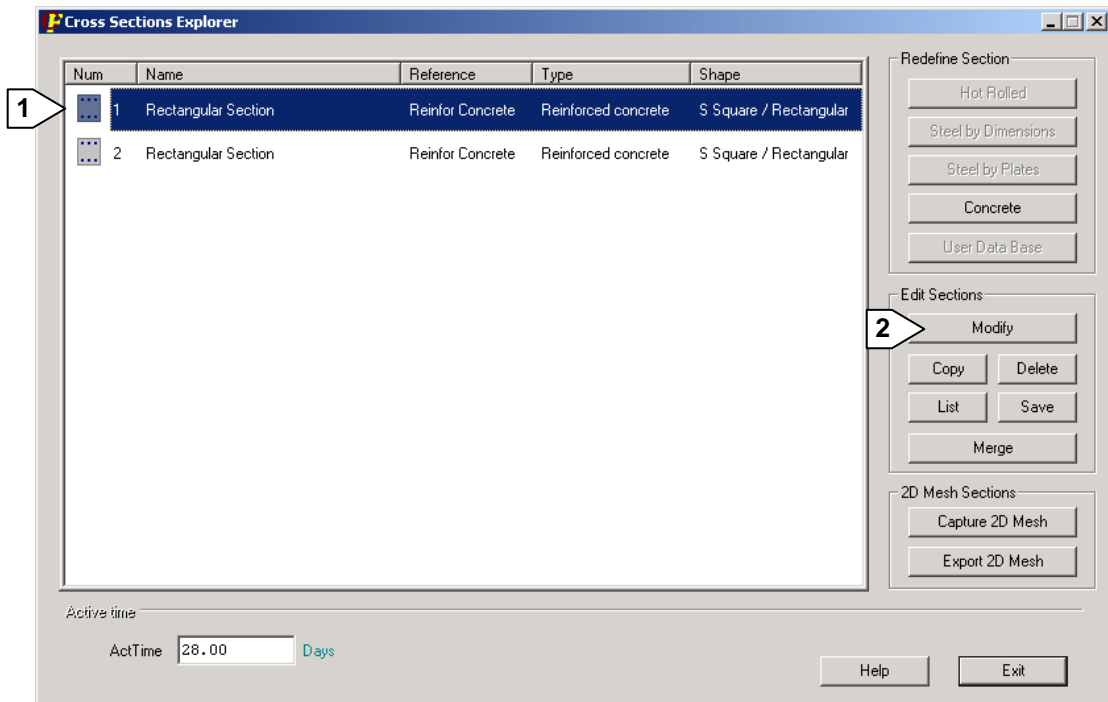 Cross Sections Explorer
Num Name Reference Type Shape
1
1 Rectangular Section Reinfor Concrete Reinforced concrete S Square / Rectangular
2 Rectangular Section Reinfor Concrete Reinforced concrete S Square / Rectangular
Redefine Section
Hot Rolled
Steel by Dimensions
Steel by Plates
Concrete
User Data Base
Edit Sections
2
Modify
Copy Delete
List Save
Merge
2D Mesh Sections
Capture 2D Mesh
Export 2D Mesh
Active time
ActTime 28.00 Days
Help Exit